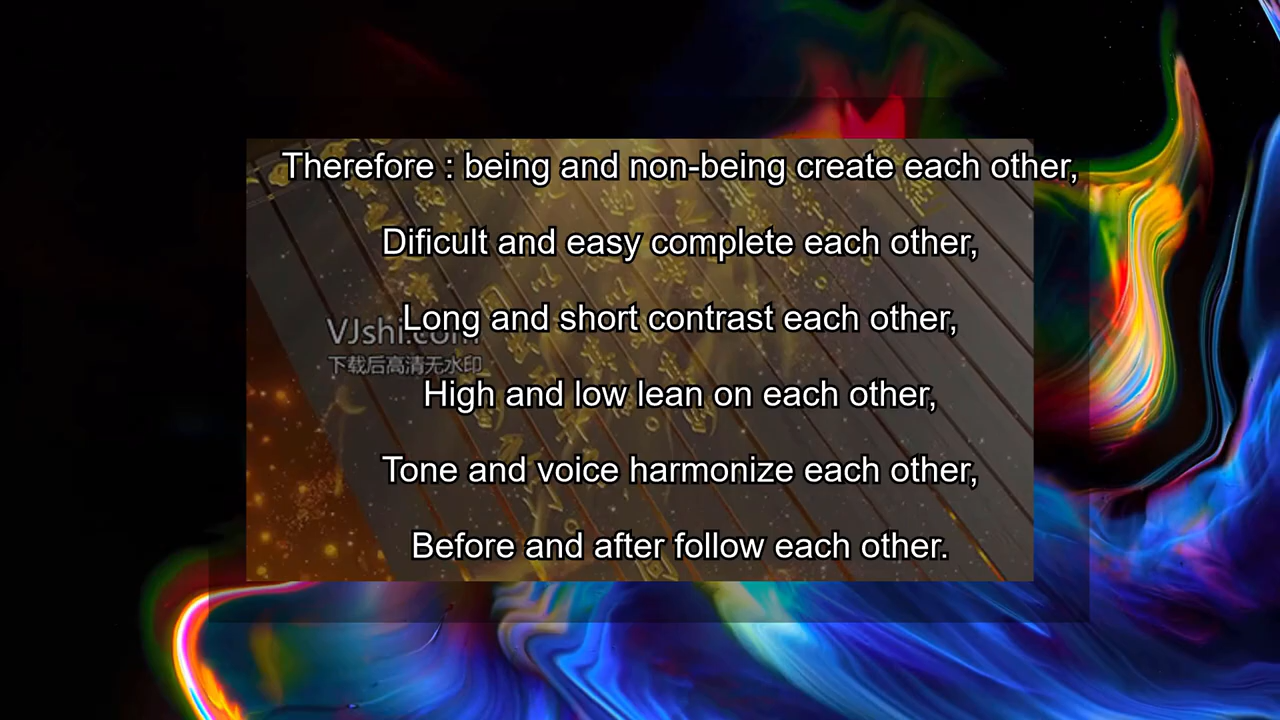 Therefore : being and non-being create each other,
Dificult and easy complete each other,
Long and short contrast each other,
VJshi.com
下载后高清无水印
High and low lean on each other,
Tone and voice harmonize each other,
Before and after follow each other.